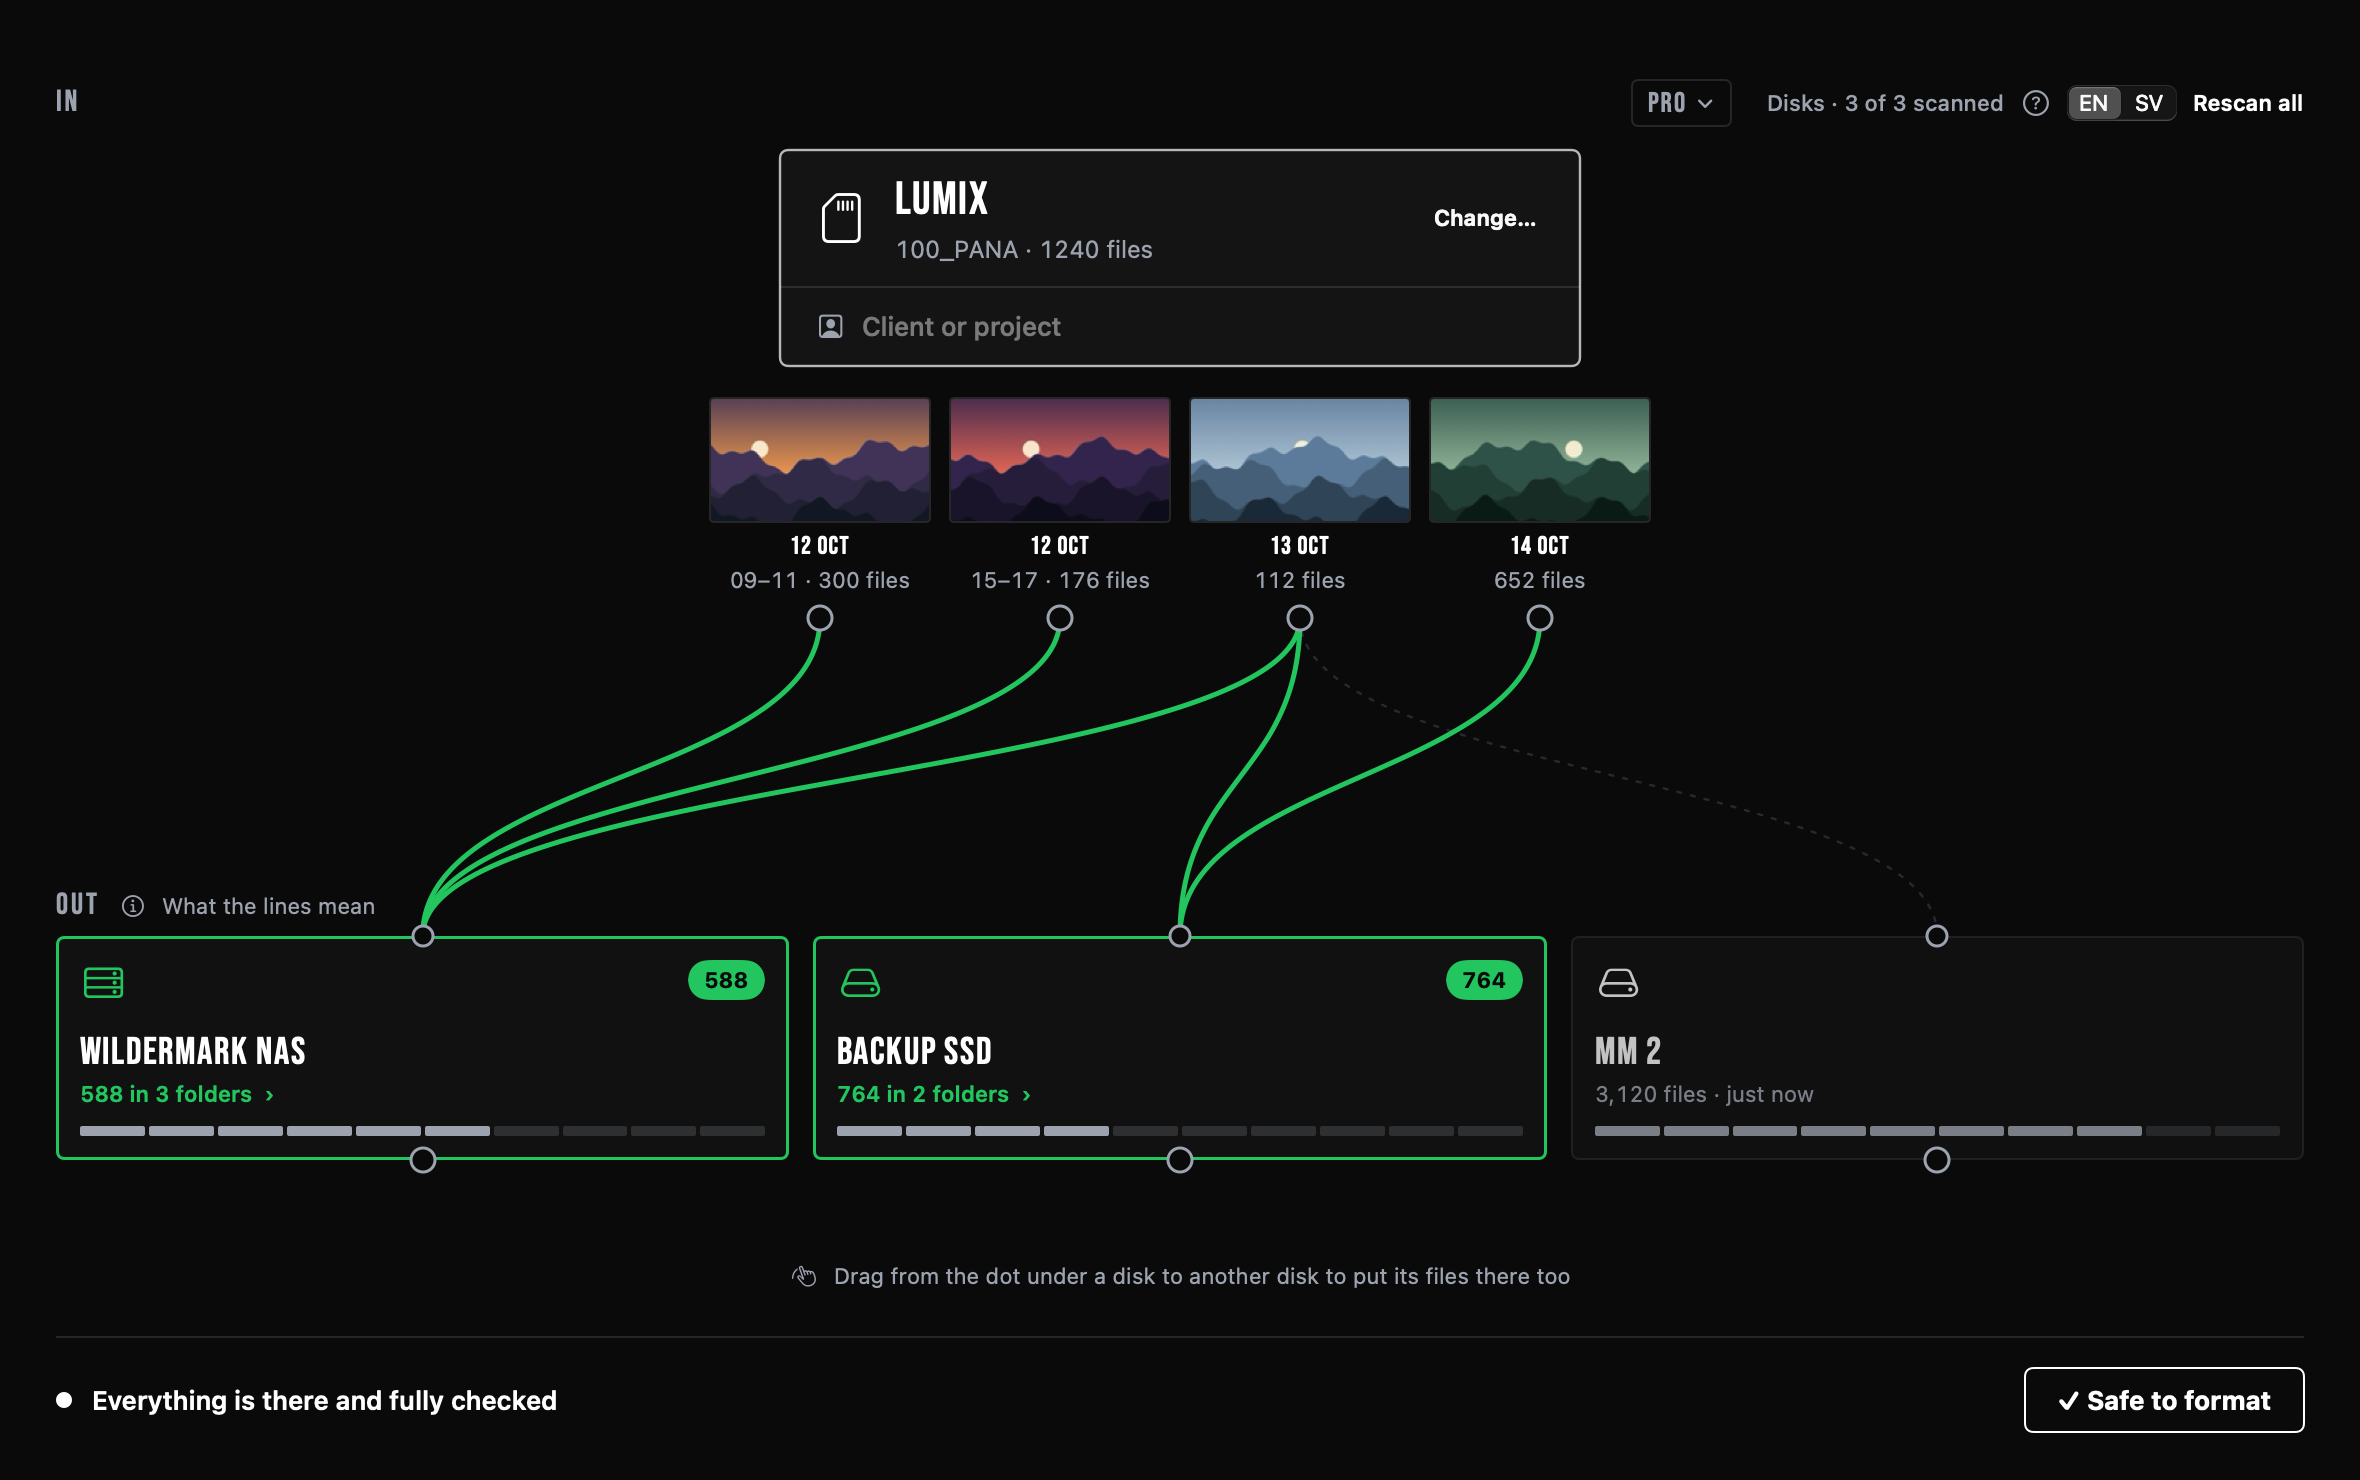 IN
PRO
Disks · 3 of 3 scanned
?
EN SV
Rescan all
LUMIX
100_PANA · 1240 files
Change...
Client or project
12 OCT
09–11 · 300 files
12 OCT
15–17 · 176 files
13 OCT
112 files
14 OCT
652 files
OUT
What the lines mean
588
WILDERMARK NAS
588 in 3 folders ›
764
BACKUP SSD
764 in 2 folders ›
MM 2
3,120 files · just now
Drag from the dot under a disk to another disk to put its files there too
Everything is there and fully checked
✓ Safe to format